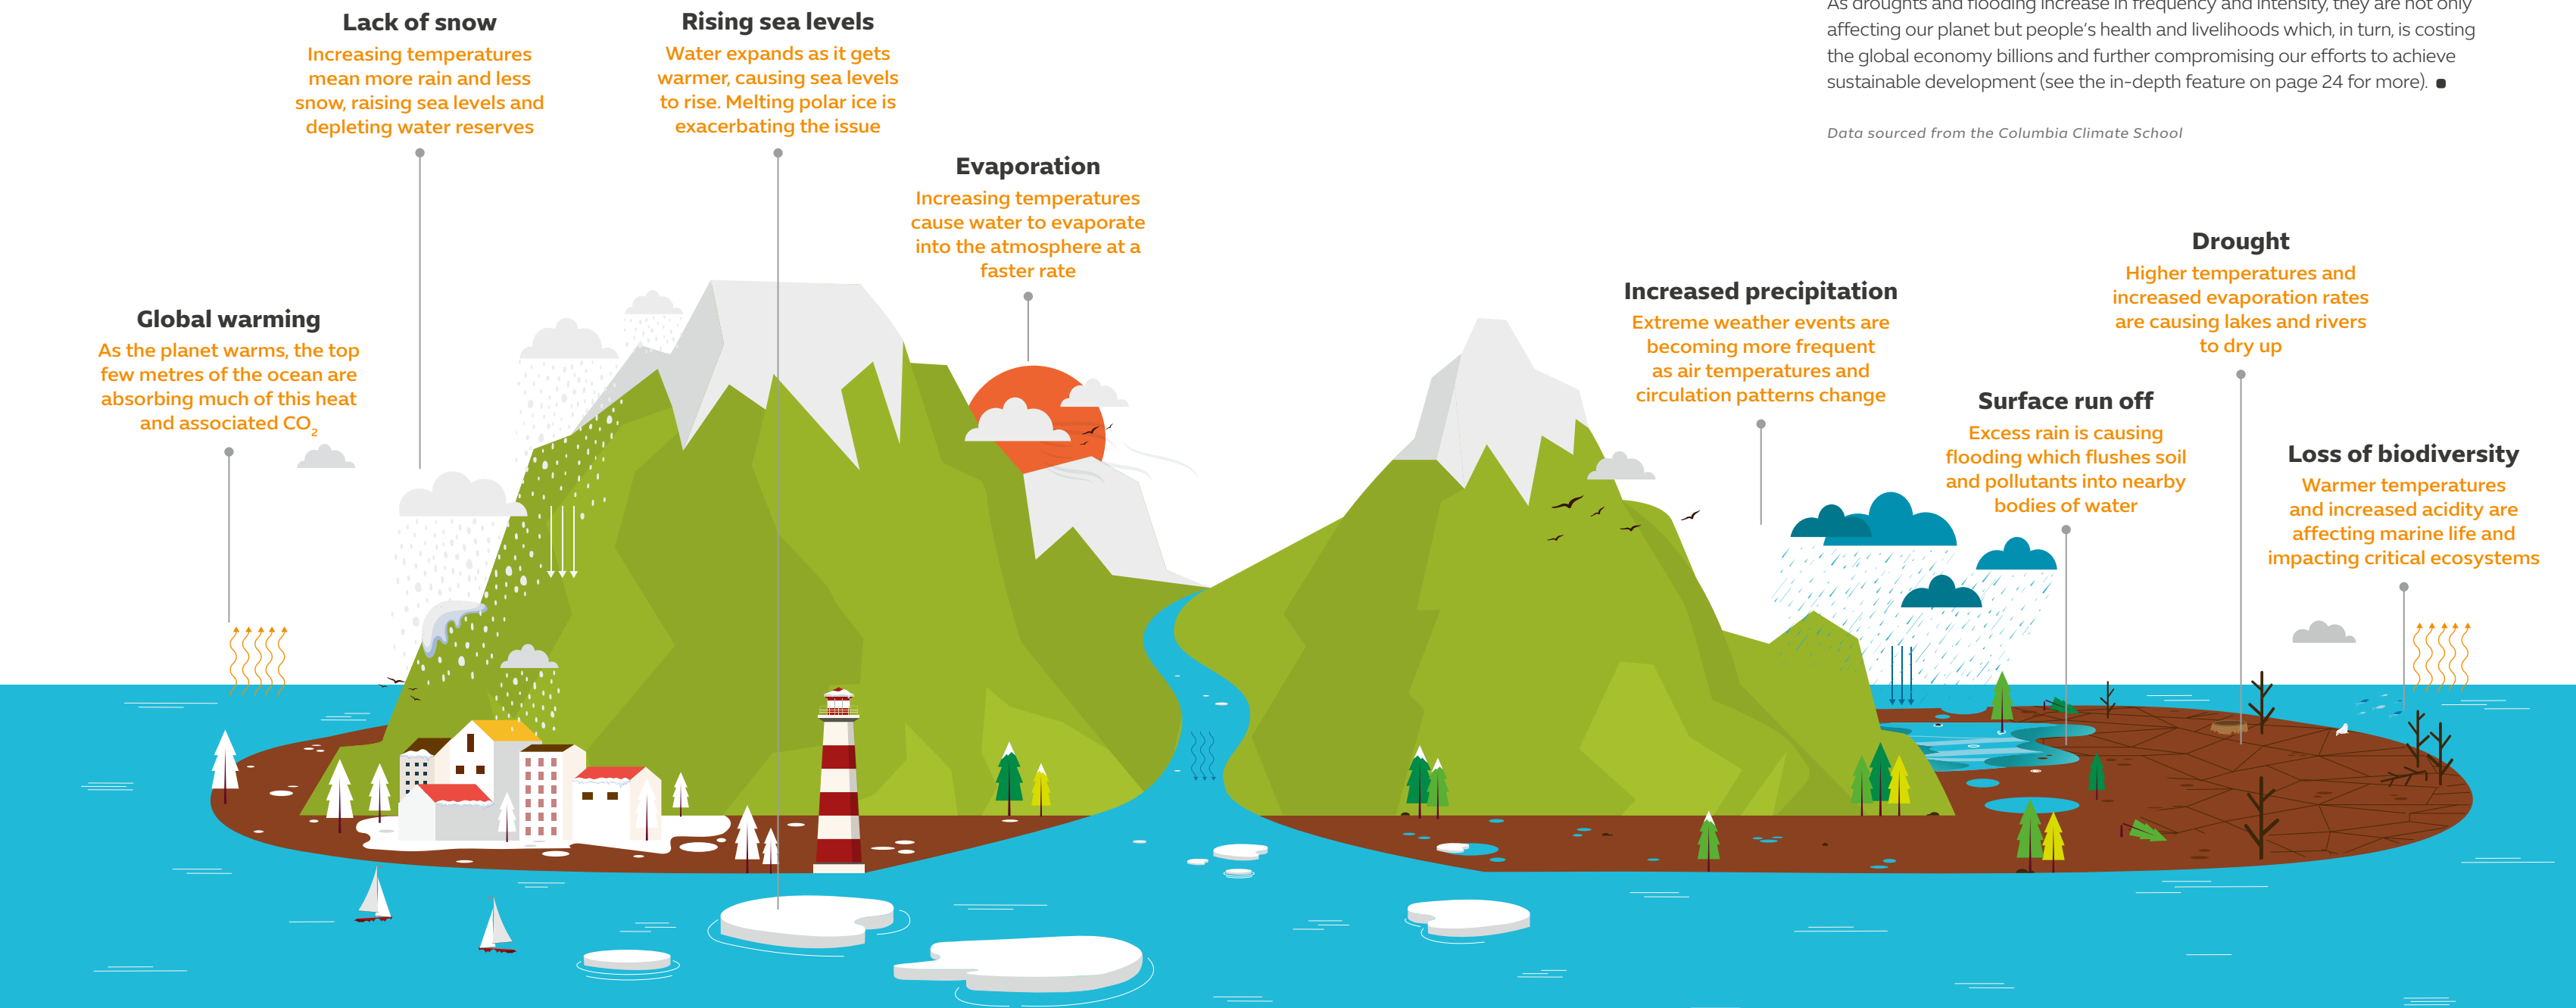 Lack of snow
Increasing temperatures
mean more rain and less
snow, raising sea levels and
depleting water reserves
Rising sea levels
Water expands as it gets
warmer, causing sea levels
to rise. Melting polar ice is
exacerbating the issue
As droughts and flooding increase in frequency and intensity, they are not only
affecting our planet but people's health and livelihoods which, in turn, is costing
the global economy billions and further compromising our efforts to achieve
sustainable development (see the in-depth feature on page 24 for more).
Data sourced from the Columbia Climate School
Evaporation
Increasing temperatures
cause water to evaporate
into the atmosphere at a
faster rate
Global warming
As the planet warms, the top
few metres of the ocean are
absorbing much of this heat
and associated CO₂
Increased precipitation
Extreme weather events are
becoming more frequent
as air temperatures and
circulation patterns change
Drought
Higher temperatures and
increased evaporation rates
are causing lakes and rivers
to dry up
Surface run off
Excess rain is causing
flooding which flushes soil
and pollutants into nearby
bodies of water
Loss of biodiversity
Warmer temperatures
and increased acidity are
affecting marine life and
impacting critical ecosystems